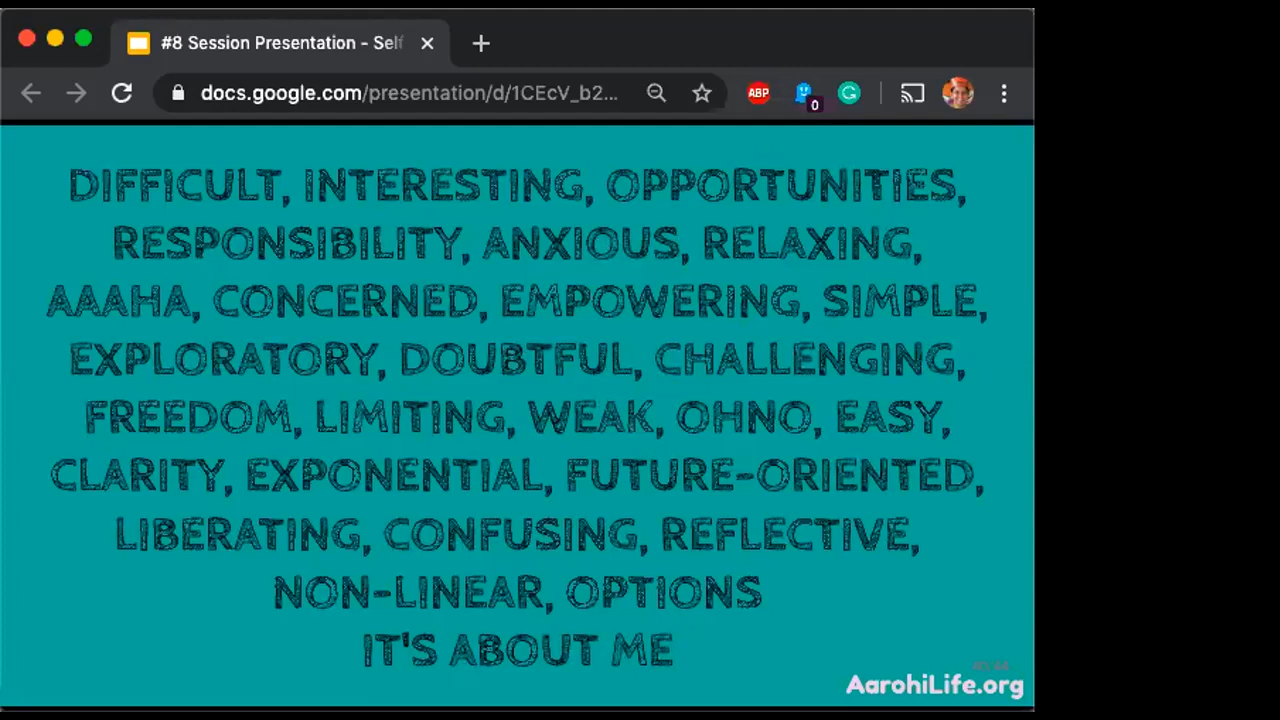 #8 Session Presentation - Self
docs.google.com/presentation/d/1CEcV_b2...
ABP
0
DIFFICULT, INTERESTING, OPPORTUNITIES,
RESPONSIBILITY, ANXIOUS, RELAXING,
AAAHA, CONCERNED, EMPOWERING, SIMPLE,
EXPLORATORY, DOUBTFUL, CHALLENGING,
FREEDOM, LIMITING, WEAK, OHNO, EASY,
CLARITY, EXPONENTIAL, FUTURE-ORIENTED,
LIBERATING, CONFUSING, REFLECTIVE,
NON-LINEAR, OPTIONS
IT'S ABOUT ME
AarohiLife.org